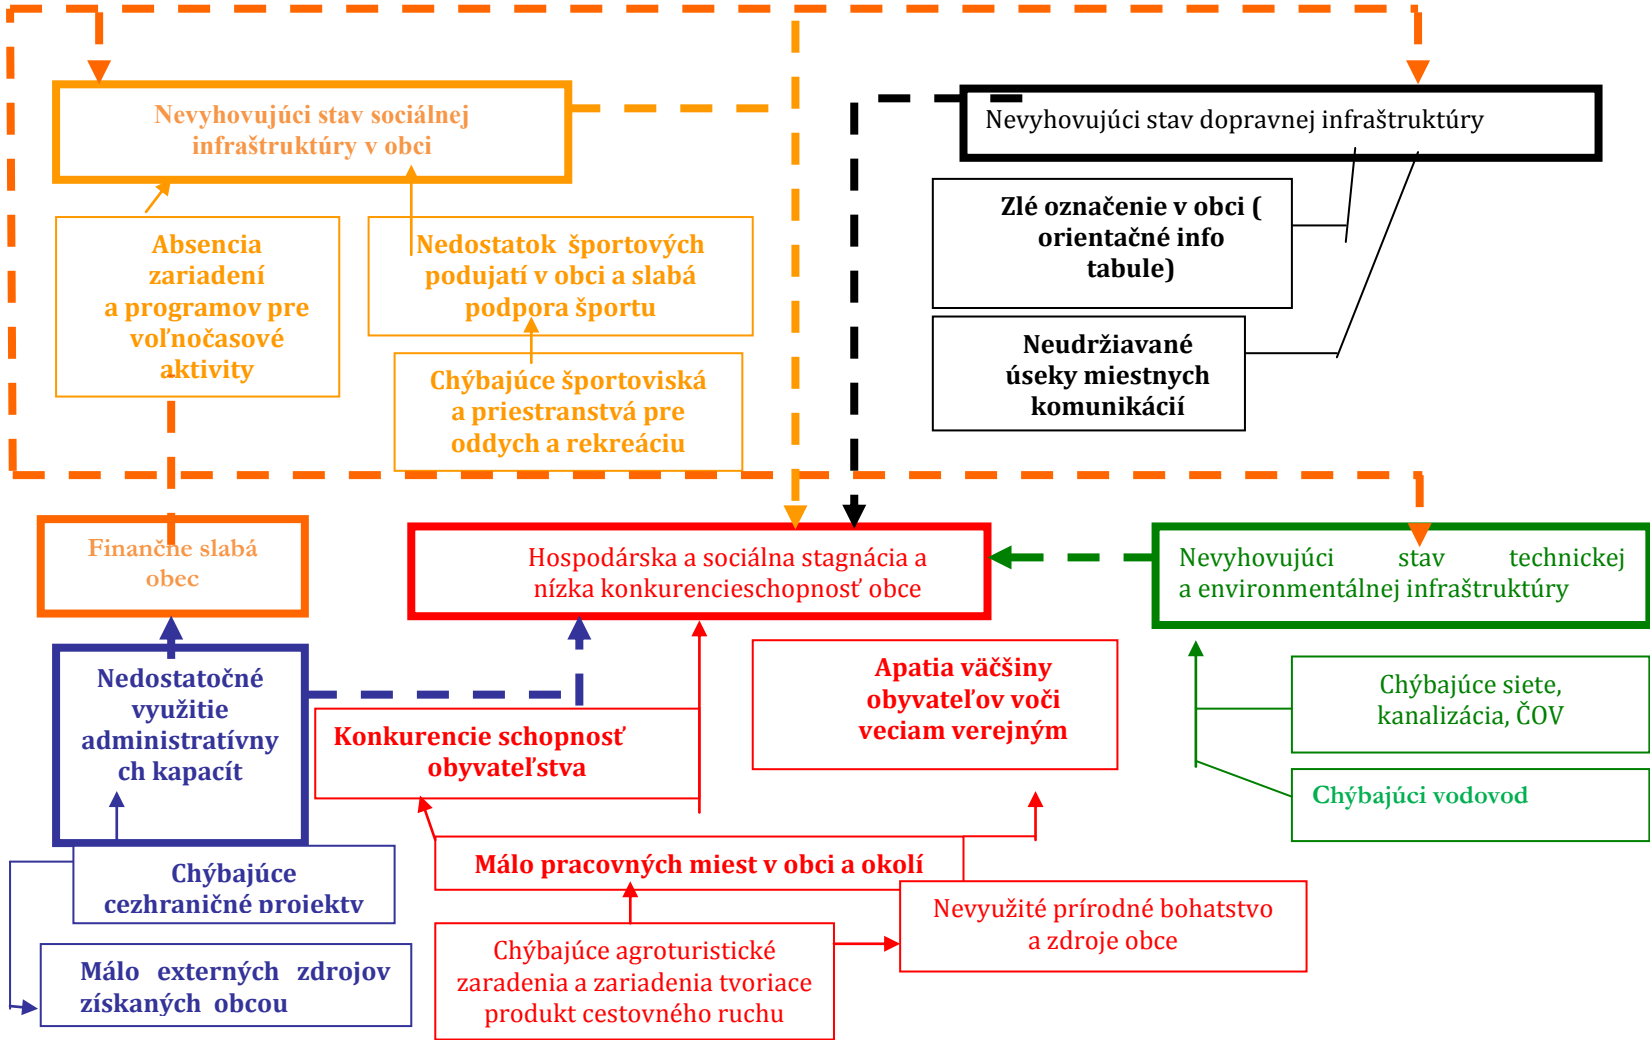 Nevyhovujúci stav sociálnej
infraštruktúry v obci
Nevyhovujúci stav dopravnej infraštruktúry
Absencia
zariadení
a programov pre
voľnočasové
aktivity
Nedostatok športových
podujatí v obci a slabá
podpora športu
Zlé označenie v obci (
orientačné info
tabule)
Chýbajúce športoviská
a priestranstvá pre
oddych a rekreáciu
Neudržiavané
úseky miestnych
komunikácií
Finančne slabá
obec
Hospodárska a sociálna stagnácia a
nízka konkurencieschopnosť obce
Nevyhovujúci stav technickej
a environmentálnej infraštruktúry
Nedostatočné
využitie
administratívny
ch kapacít
Konkurencie schopnosť
obyvateľstva
Apatia väčšiny
obyvateľov voči
veciam verejným
Chýbajúce siete,
kanalizácia, ČOV
Chýbajúci vodovod
Chýbajúce
cezhraničné projekty
Málo pracovných miest v obci a okolí
Nevyužité prírodné bohatstvo
a zdroje obce
Málo externých zdrojov
získaných obcou
Chýbajúce agroturistické
zaradenia a zariadenia tvoriace
produkt cestovného ruchu